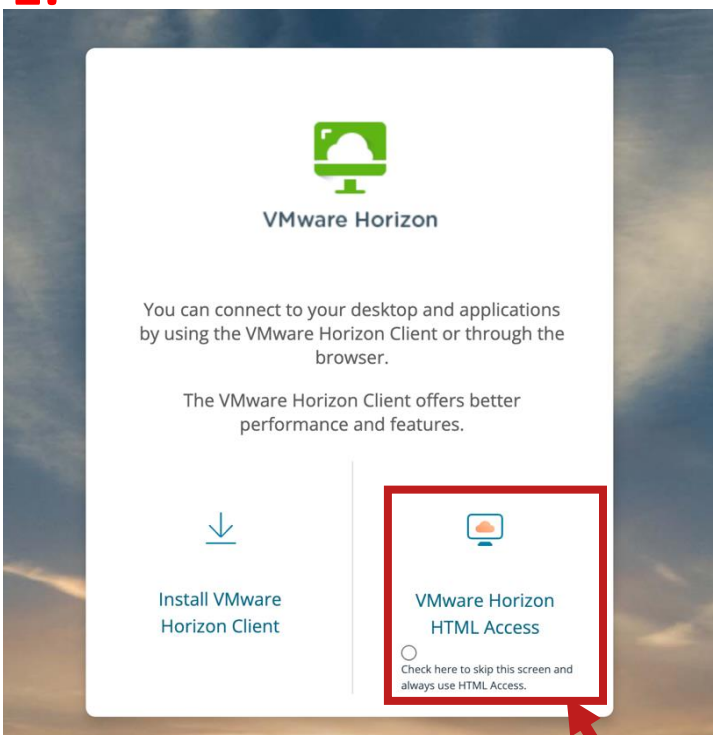 VMware Horizon
You can connect to your desktop and applications
by using the VMware Horizon Client or through the
browser.
The VMware Horizon Client offers better
performance and features.
Install VMware
Horizon Client
VMware Horizon
HTML Access
Check here to skip this screen and
always use HTML Access.